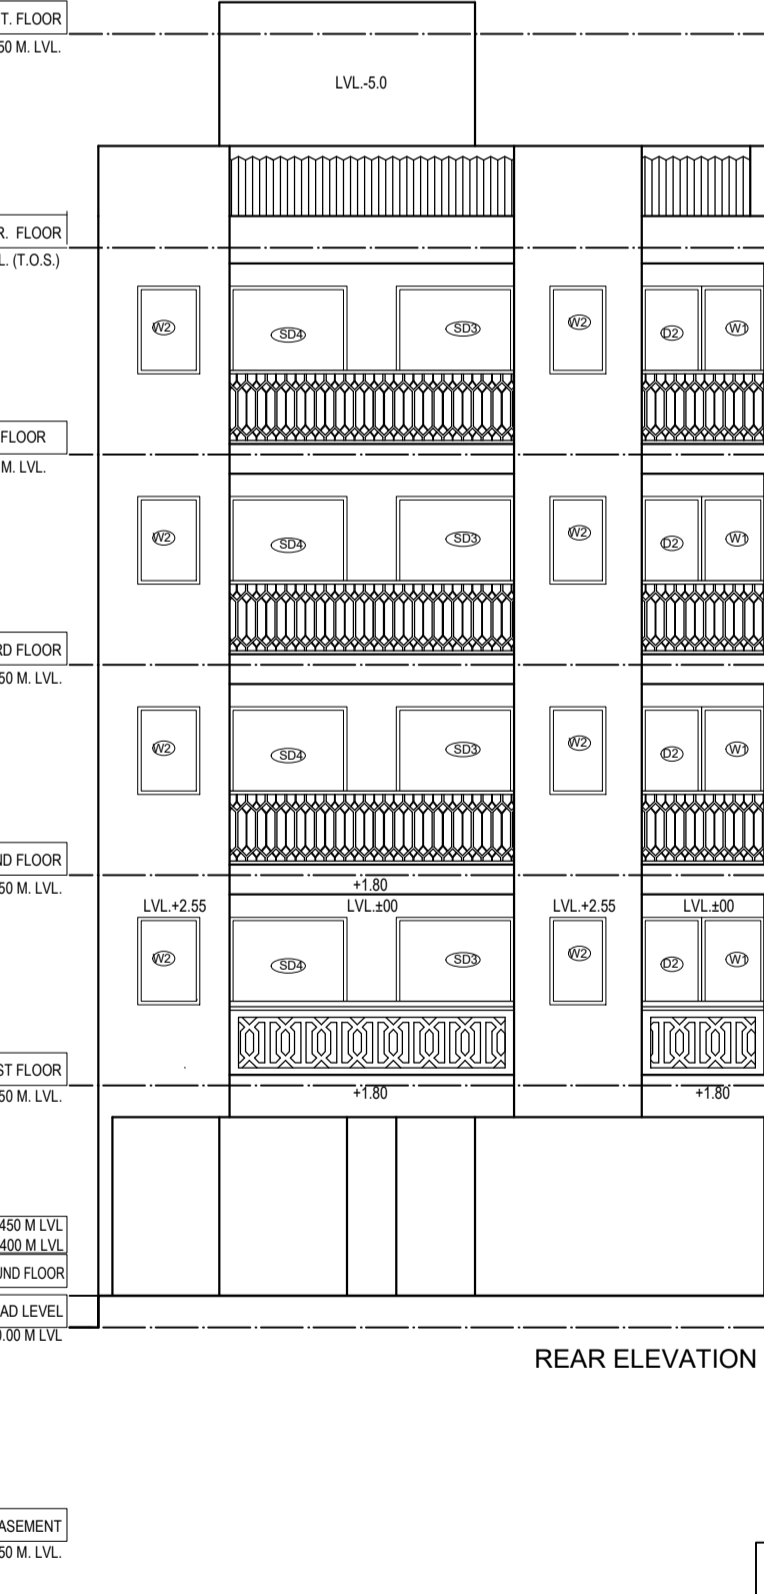 T. FLOOR
50 M. LVL.
LVL.-5.0
R. FLOOR
L. (T.O.S.)
W2 SD4 SD3 W2 D2 W1
FLOOR
M. LVL.
W2 SD4 SD3 W2 D2 W1
RD FLOOR
50 M. LVL.
W2 SD4 SD3 W2 D2 W1
ND FLOOR
50 M. LVL.
+1.80
LVL.+2.55 LVL.±00 LVL.+2.55 LVL.±00
W2 SD4 SD3 W2 D2 W1
ST FLOOR
50 M. LVL.
+1.80 +1.80
450 M LVL
400 M LVL
UND FLOOR
AD LEVEL
0.00 M LVL
REAR ELEVATION
ASEMENT
50 M. LVL.